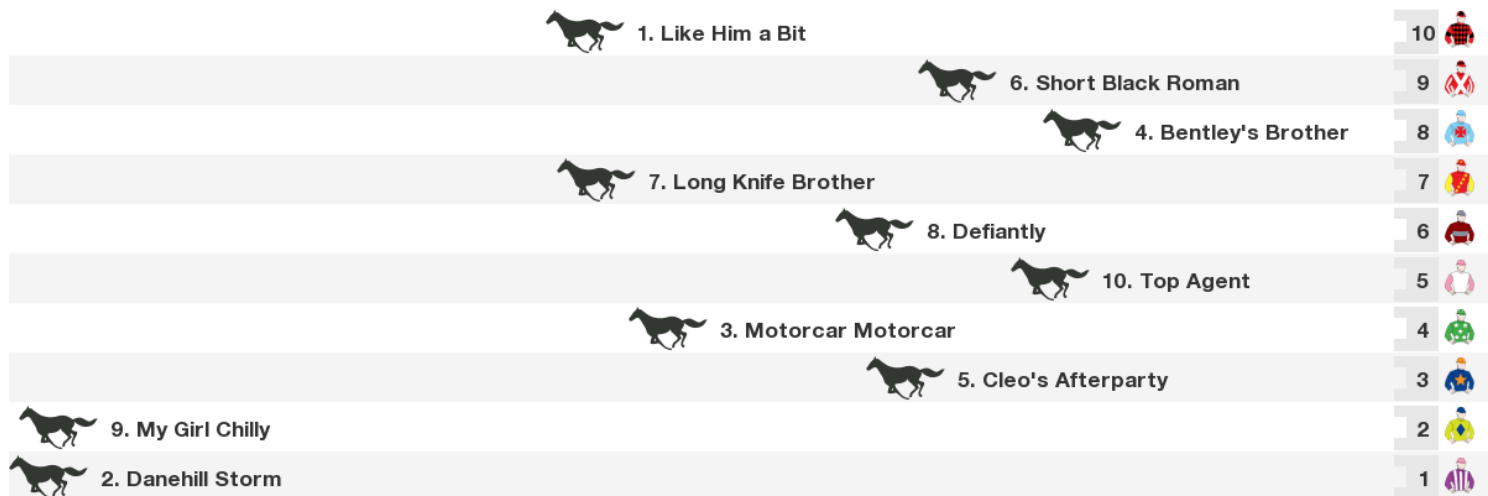 1. Like Him a Bit 10
6. Short Black Roman 9
4. Bentley's Brother 8
7. Long Knife Brother 7
8. Defiantly 6
10. Top Agent 5
3. Motorcar Motorcar 4
5. Cleo's Afterparty 3
9. My Girl Chilly 2
2. Danehill Storm 1